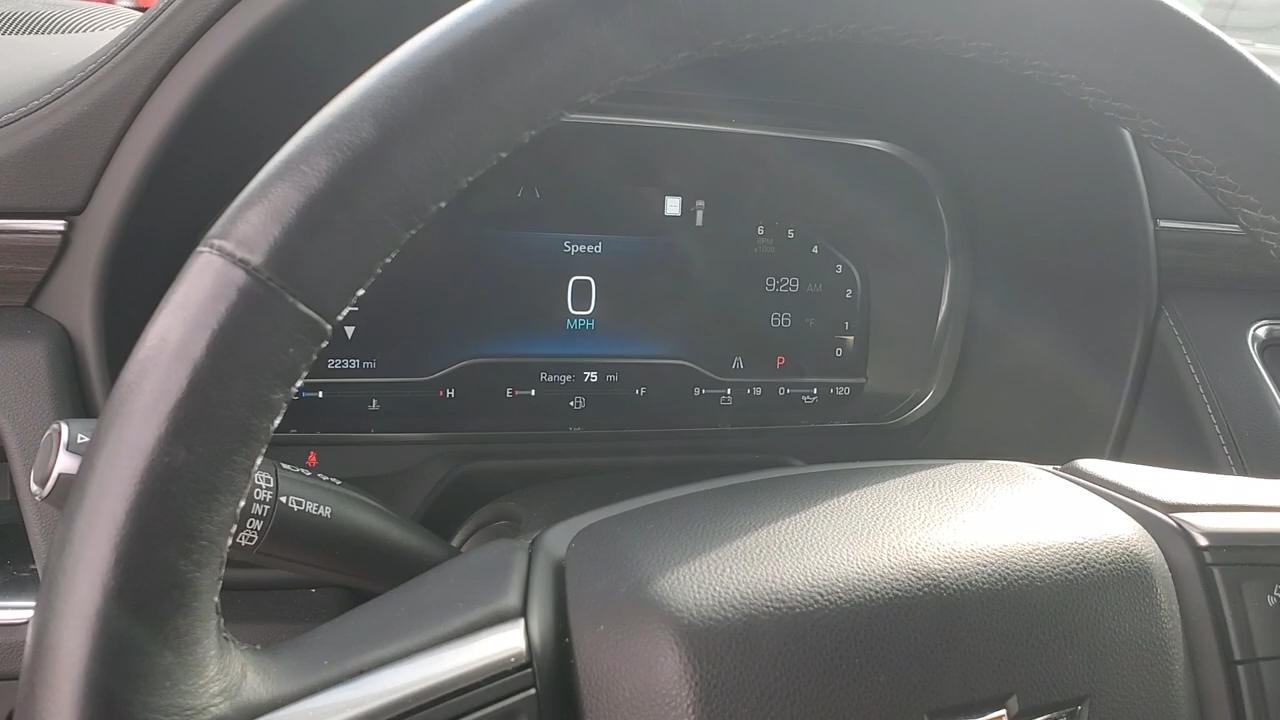 Speed
0
MPH
6
5
RPM
x1000
4
3
9:29 AM
2
66 °F
1
0
P
22331 mi
Range: 75 mi
C H
E F
9 19
0 120
OFF
INT
ON
REAR